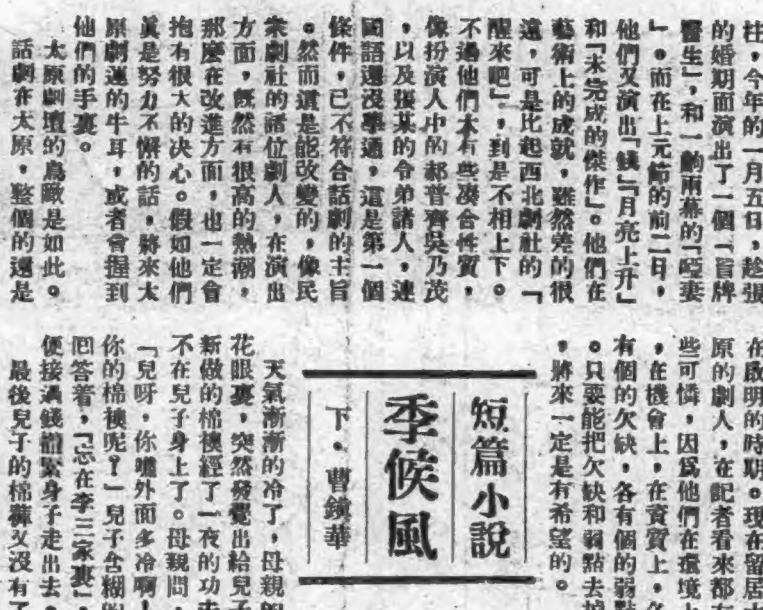 柱，今年的一月五日，趁張
的婚期而演出了一個「冒牌
醫生」，和一齣兩幕的「啞妻
」。而在上元節的前二日，
他們又演出「錢」「月亮上升」
和「未完成的傑作」。他們在
藝術上的成就，雖然差的很
遠，可是比起西北劇社的「
醒來吧」，到是不相上下。
不過他們本有些湊合性質，
像扮演人中的郝普齊吳乃茂
，以及張某的令弟諸人，連
國語還沒學通，這是第一個
條件，已不符合話劇的主旨
。然而這是能改變的，像民
眾劇社的諸位劇人，在演出
方面，旣然有很高的熱潮，
那麼在改進方面，也一定會
抱有很大的决心。假如他們
眞是努力不懈的話，將來太
原劇運的牛耳，或者會握到
他們的手裏。
太原劇壇的鳥瞰是如此。
話劇在太原，整個的還是
在啟明的時期。現在留居太
原的劇人，在記者看來都有
些可憐，因爲他們在環境上
，在機會上，在資質上，
有個的欠缺，各有個的弱點
。只要能把欠缺和弱點去掉
，將來一定是有希望的。
短篇小說
季候風
下・曹鏡華
天氣漸漸的冷了，母親的
花眼裏，突然發覺出給兒子
新做的棉襖經了一夜的功夫
不在兒子身上了。母親問，
「兒呀，你瞧外面多冷啊！
你的棉襖呢？」兒子含糊的
回答着，「忘在李三家裏」，
便接過錢謂緊身子走出去。
最後兒子的棉褲又没有了